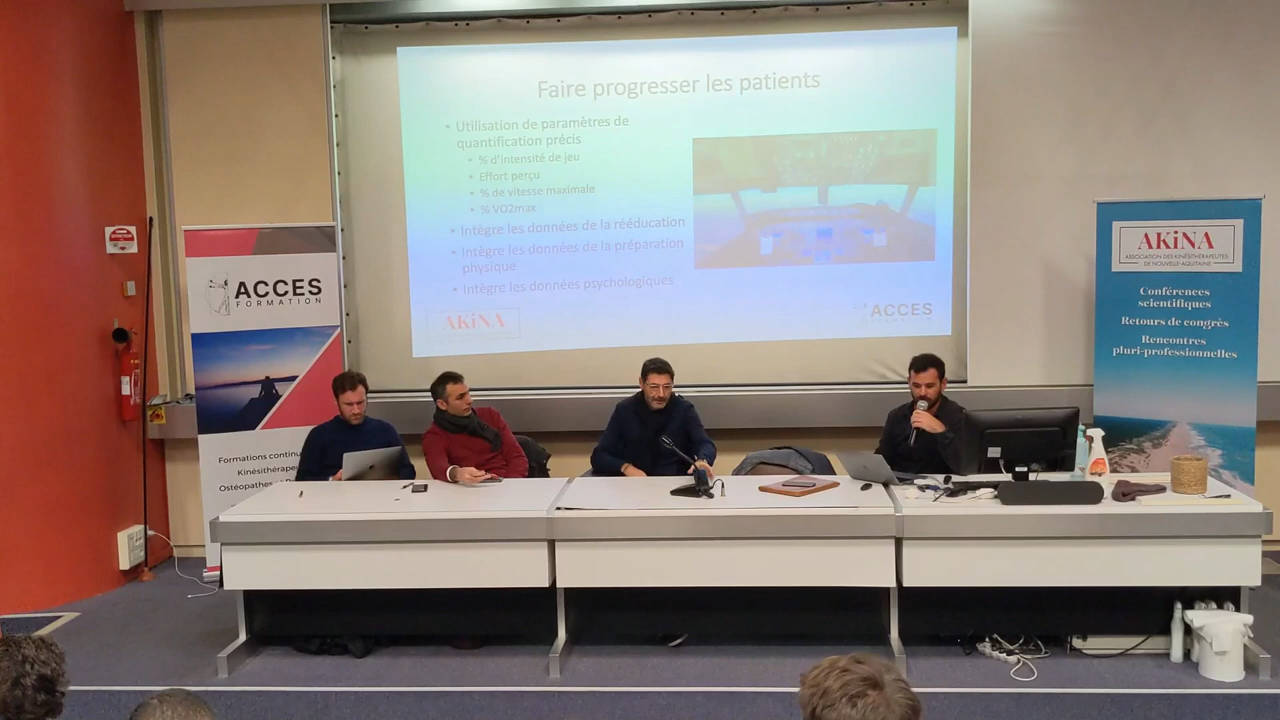 Faire progresser les patients
• Utilisation de paramètres de
quantification précis
• % d'intensité de jeu
• Effort perçu
• % de vitesse maximale
• % VO2max
• Intègre les données de la rééducation
• Intègre les données de la préparation
physique
• Intègre les données psychologiques
AKiNA
ACCES
FORMATION
ACCES
FORMATION
Formations continu
Kinésithérapeu
Ostéopathes
AKiNA
ASSOCIATION DES KINÉSITHÉRAPEUTES
DE NOUVELLE-AQUITAINE
Conférences
scientifiques
Retours de congrès
Rencontres
pluri-professionnelles